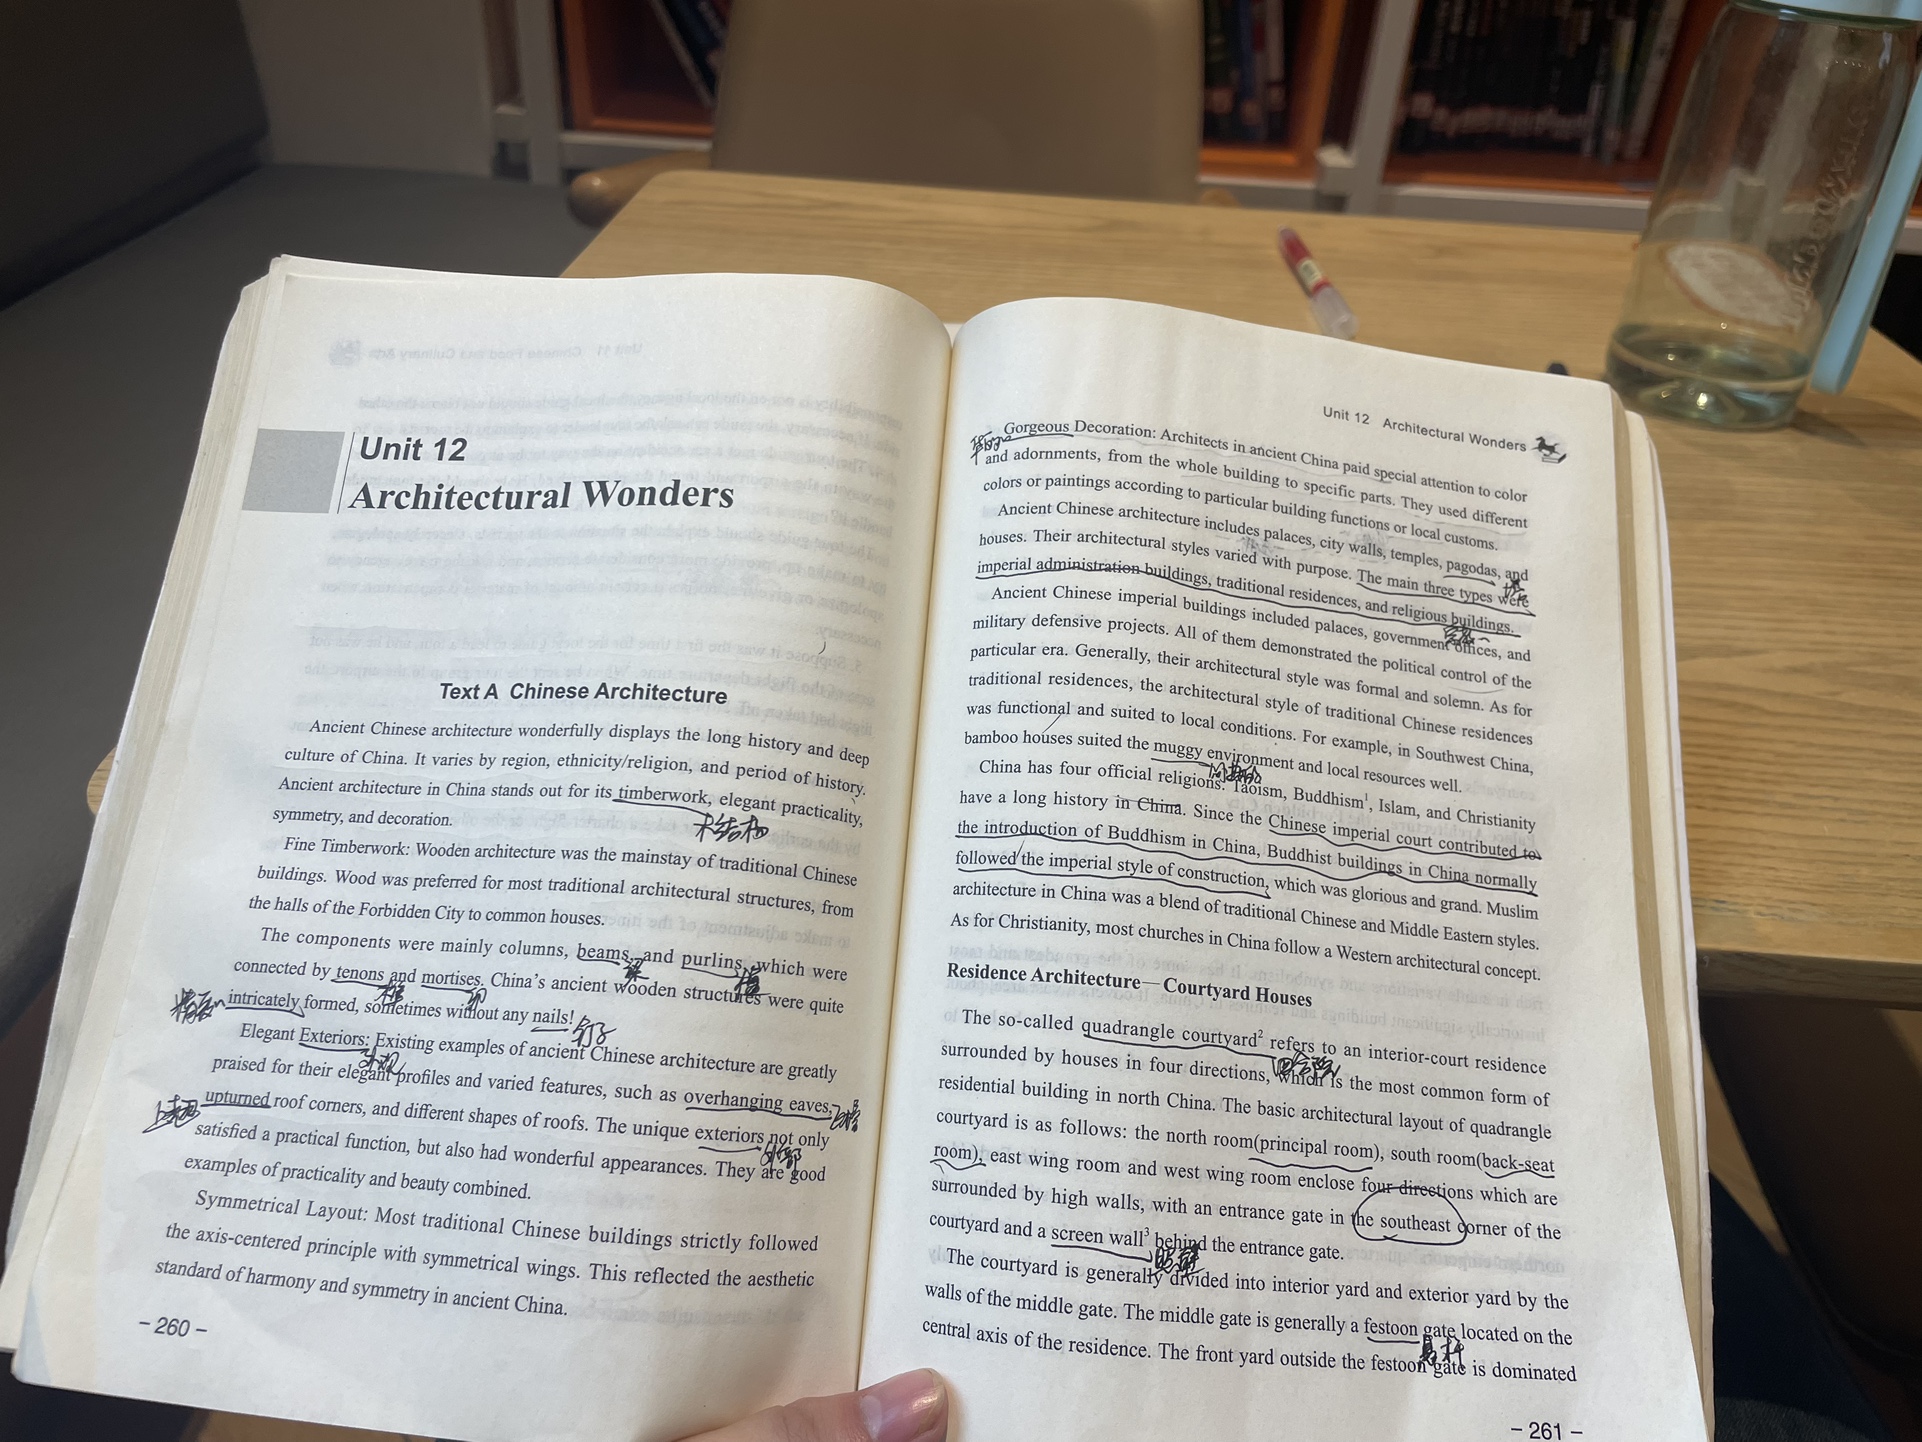 Unit 12
Architectural Wonders
Text A Chinese Architecture
Ancient Chinese architecture wonderfully displays the long history and deep
culture of China. It varies by region, ethnicity/religion, and period of history.
Ancient architecture in China stands out for its timberwork, elegant practicality,
木结构
symmetry, and decoration.
Fine Timberwork: Wooden architecture was the mainstay of traditional Chinese
buildings. Wood was preferred for most traditional architectural structures, from
the halls of the Forbidden City to common houses.
The components were mainly columns, beams, and purlins, which were
梁
connected by tenons and mortises. China's ancient wooden structures were quite
intricately formed, sometimes without any nails!
钉子
Elegant Exteriors: Existing examples of ancient Chinese architecture are greatly
外观
praised for their elegant profiles and varied features, such as overhanging eaves,
上翘
upturned roof corners, and different shapes of roofs. The unique exteriors not only
外部
satisfied a practical function, but also had wonderful appearances. They are good
examples of practicality and beauty combined.
Symmetrical Layout: Most traditional Chinese buildings strictly followed
the axis-centered principle with symmetrical wings. This reflected the aesthetic
standard of harmony and symmetry in ancient China.
- 260 -
Unit 12 Architectural Wonders
Gorgeous Decoration: Architects in ancient China paid special attention to color
and adornments, from the whole building to specific parts. They used different
colors or paintings according to particular building functions or local customs.
Ancient Chinese architecture includes palaces, city walls, temples, pagodas, and
houses. Their architectural styles varied with purpose. The main three types were
塔
imperial administration buildings, traditional residences, and religious buildings.
Ancient Chinese imperial buildings included palaces, government offices, and
military defensive projects. All of them demonstrated the political control of the
particular era. Generally, their architectural style was formal and solemn. As for
traditional residences, the architectural style of traditional Chinese residences
was functional and suited to local conditions. For example, in Southwest China,
bamboo houses suited the muggy environment and local resources well.
闷热的
China has four official religions: Taoism, Buddhism¹, Islam, and Christianity
have a long history in China. Since the Chinese imperial court contributed to
the introduction of Buddhism in China, Buddhist buildings in China normally
followed the imperial style of construction, which was glorious and grand. Muslim
architecture in China was a blend of traditional Chinese and Middle Eastern styles.
As for Christianity, most churches in China follow a Western architectural concept.
Residence Architecture—Courtyard Houses
The so-called quadrangle courtyard² refers to an interior-court residence
四合院
surrounded by houses in four directions, which is the most common form of
residential building in north China. The basic architectural layout of quadrangle
courtyard is as follows: the north room(principal room), south room(back-seat
room), east wing room and west wing room enclose four directions which are
surrounded by high walls, with an entrance gate in the southeast corner of the
courtyard and a screen wall³ behind the entrance gate.
照壁
The courtyard is generally divided into interior yard and exterior yard by the
walls of the middle gate. The middle gate is generally a festoon gate located on the
central axis of the residence. The front yard outside the festoon gate is dominated
- 261 -